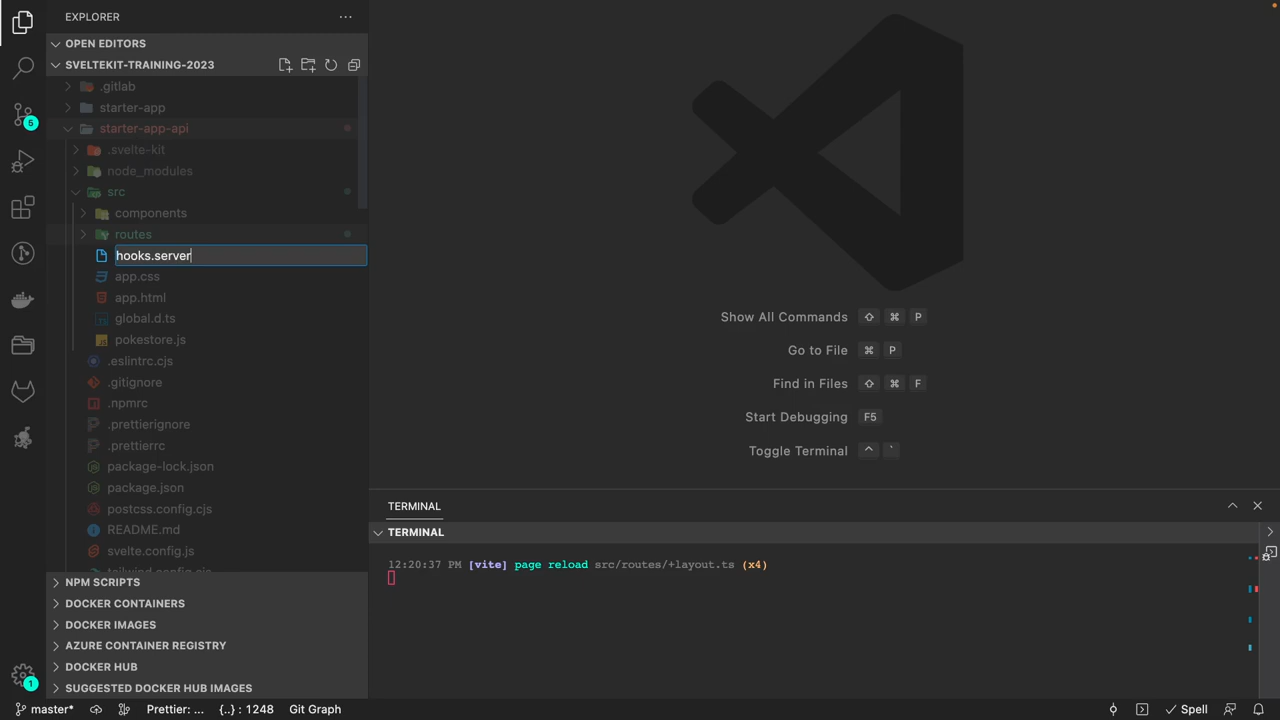 EXPLORER
OPEN EDITORS
SVELTEKIT-TRAINING-2023
.gitlab
starter-app
starter-app-api
.svelte-kit
node_modules
src
components
routes
hooks.server
app.css
app.html
global.d.ts
pokestore.js
.eslintrc.cjs
.gitignore
.npmrc
.prettierignore
.prettierrc
package-lock.json
package.json
postcss.config.cjs
README.md
svelte.config.js
tailwind.config.cjs
NPM SCRIPTS
DOCKER CONTAINERS
DOCKER IMAGES
AZURE CONTAINER REGISTRY
DOCKER HUB
SUGGESTED DOCKER HUB IMAGES
5
1
Show All Commands ⇧ ⌘ P
Go to File ⌘ P
Find in Files ⇧ ⌘ F
Start Debugging F5
Toggle Terminal ^ `
TERMINAL
TERMINAL
12:20:37 PM [vite] page reload src/routes/+layout.ts (x4)
master* Prettier: ... {..} : 1248 Git Graph Spell